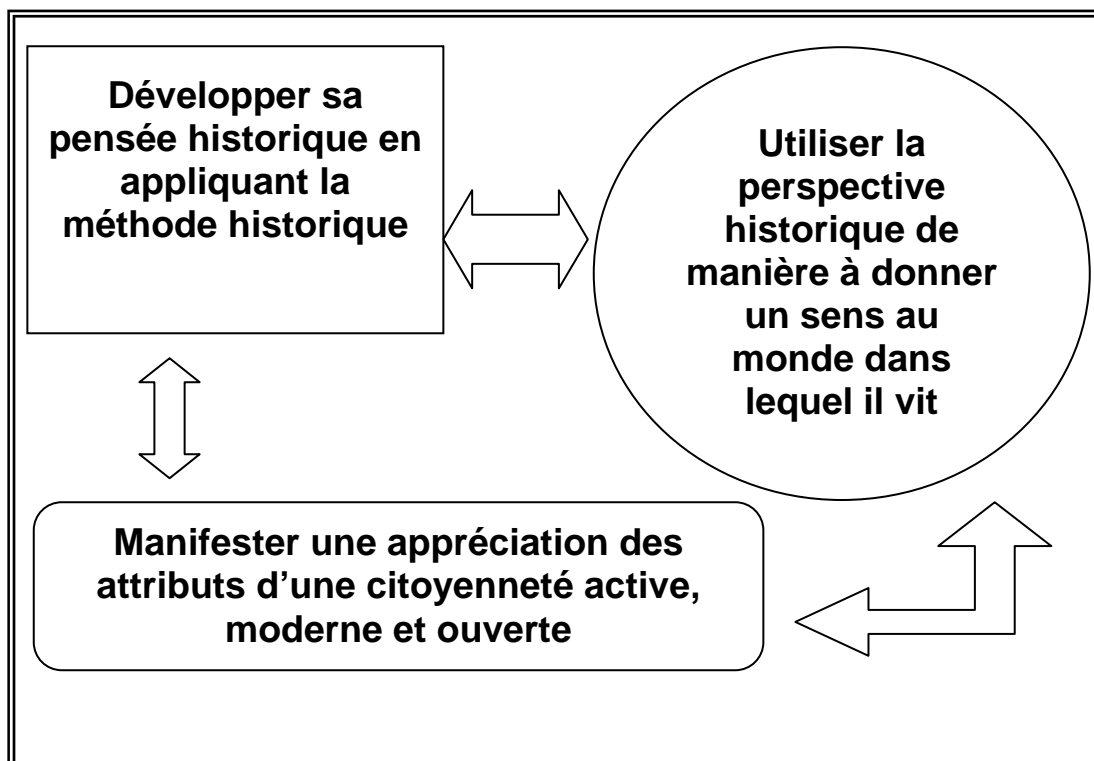 Développer sa
pensée historique en
appliquant la
méthode historique
Utiliser la
perspective
historique de
manière à donner
un sens au
monde dans
lequel il vit
Manifester une appréciation des
attributs d’une citoyenneté active,
moderne et ouverte